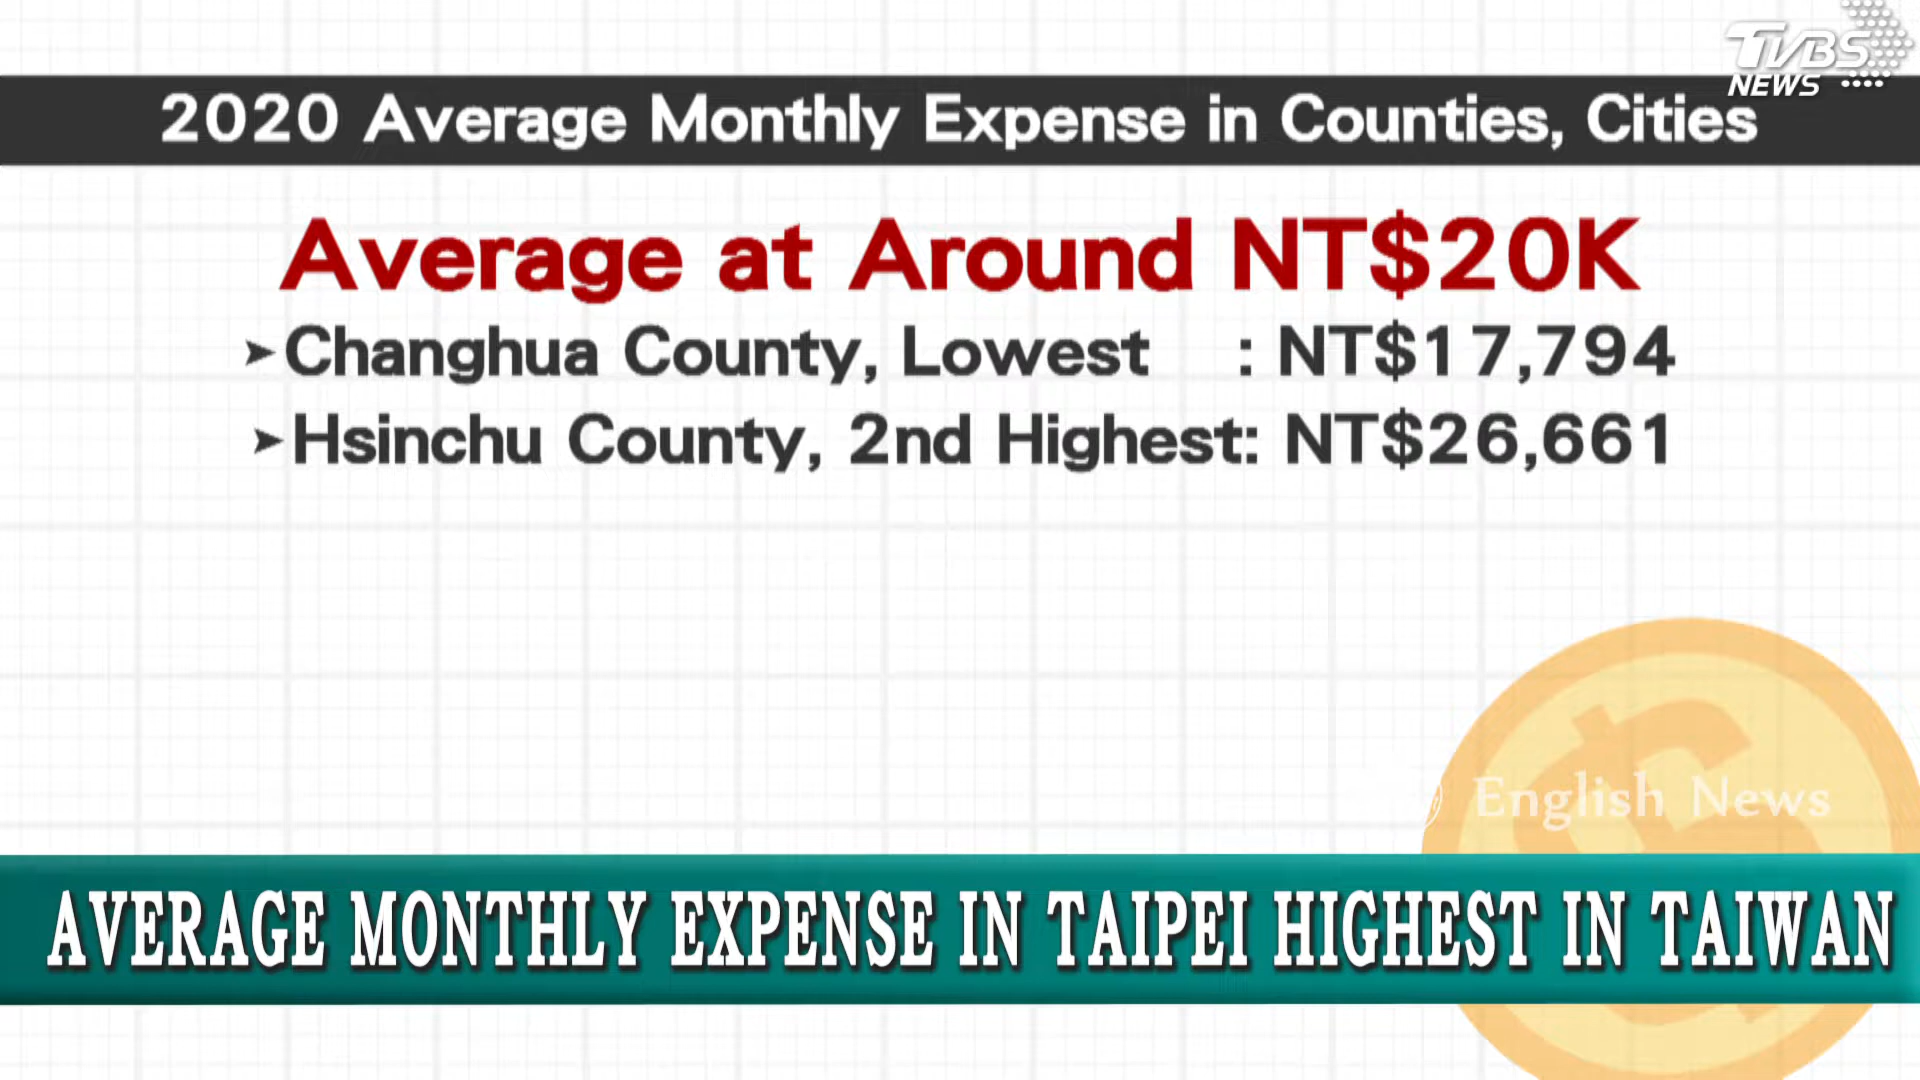 TVBS
NEWS
2020 Average Monthly Expense in Counties, Cities
Average at Around NT$20K
➤Changhua County, Lowest : NT$17,794
➤Hsinchu County, 2nd Highest: NT$26,661
English News
AVERAGE MONTHLY EXPENSE IN TAIPEI HIGHEST IN TAIWAN